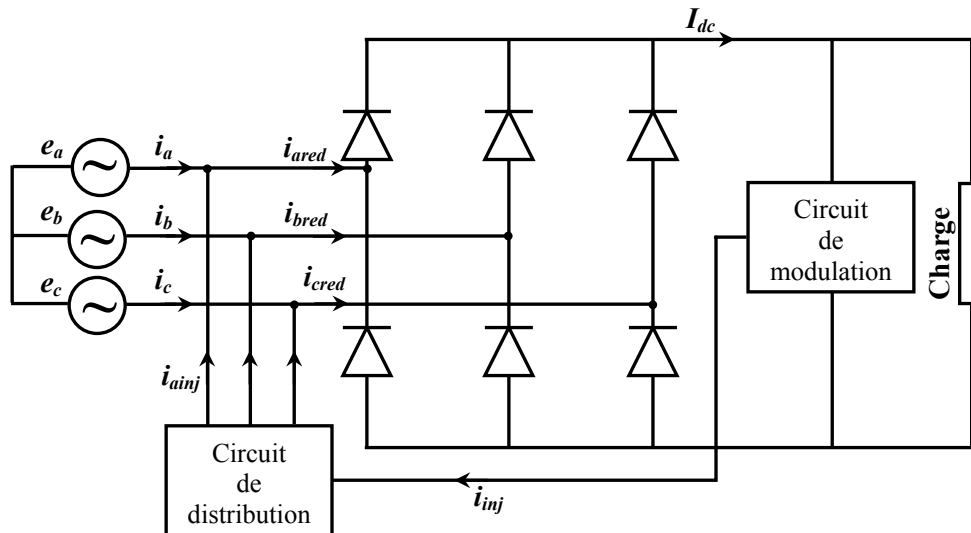 I_dc
e_a
i_a
i_ared
e_b
i_b
i_bred
e_c
i_c
i_cred
Circuit
de
modulation
Charge
i_ainj
Circuit
de
distribution
i_inj